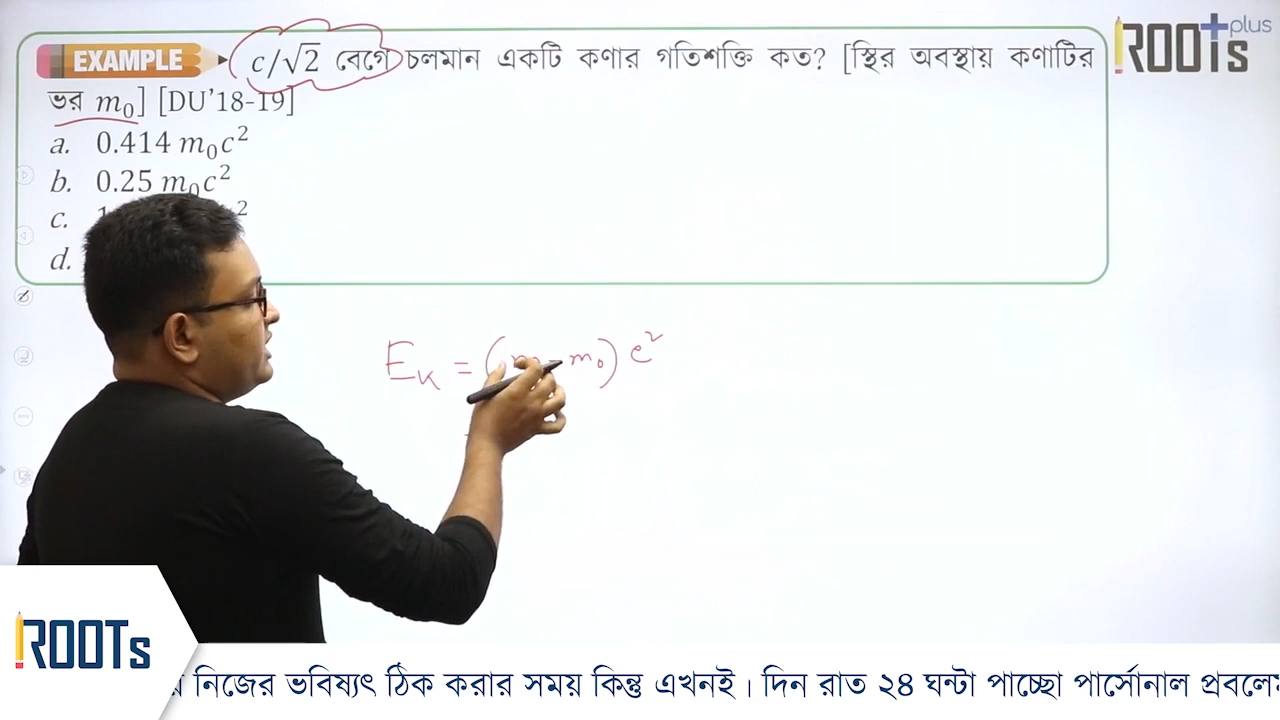 EXAMPLE c/√2 বেগে চলমান একটি কণার গতিশক্তি কত? [স্থির অবস্থায় কণাটির
ভর m₀] [DU'18-19]
a. 0.414 m₀c²
b. 0.25 m₀c²
c.
d.
E_K = (m - m₀) c²
ROOTs plus
ROOTs
নিজের ভবিষ্যৎ ঠিক করার সময় কিন্তু এখনই। দিন রাত ২৪ ঘন্টা পাচ্ছো পার্সোনাল